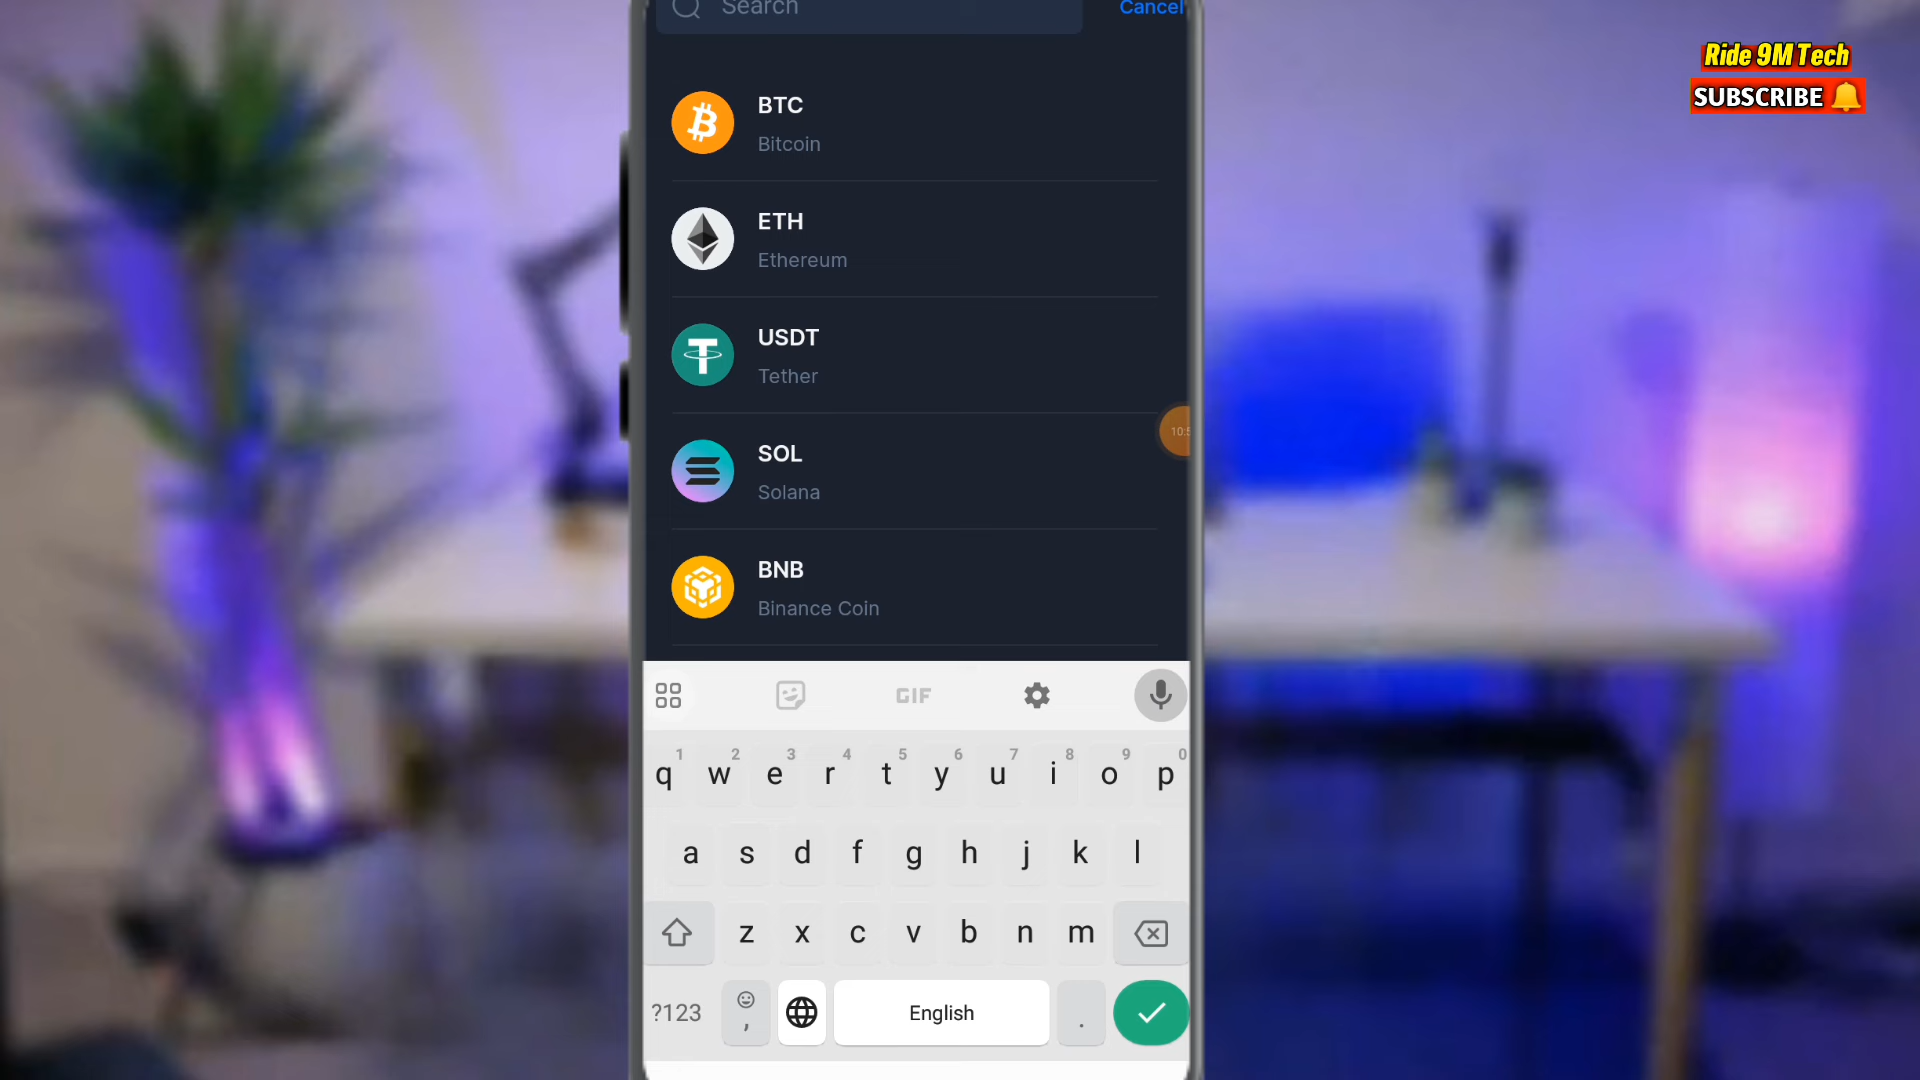 Search
Cancel
Ride 9M Tech
SUBSCRIBE
BTC
Bitcoin
ETH
Ethereum
USDT
Tether
SOL
Solana
BNB
Binance Coin
GIF
1 2 3 4 5 6 7 8 9 0
q w e r t y u i o p
a s d f g h j k l
z x c v b n m
?123 , English .